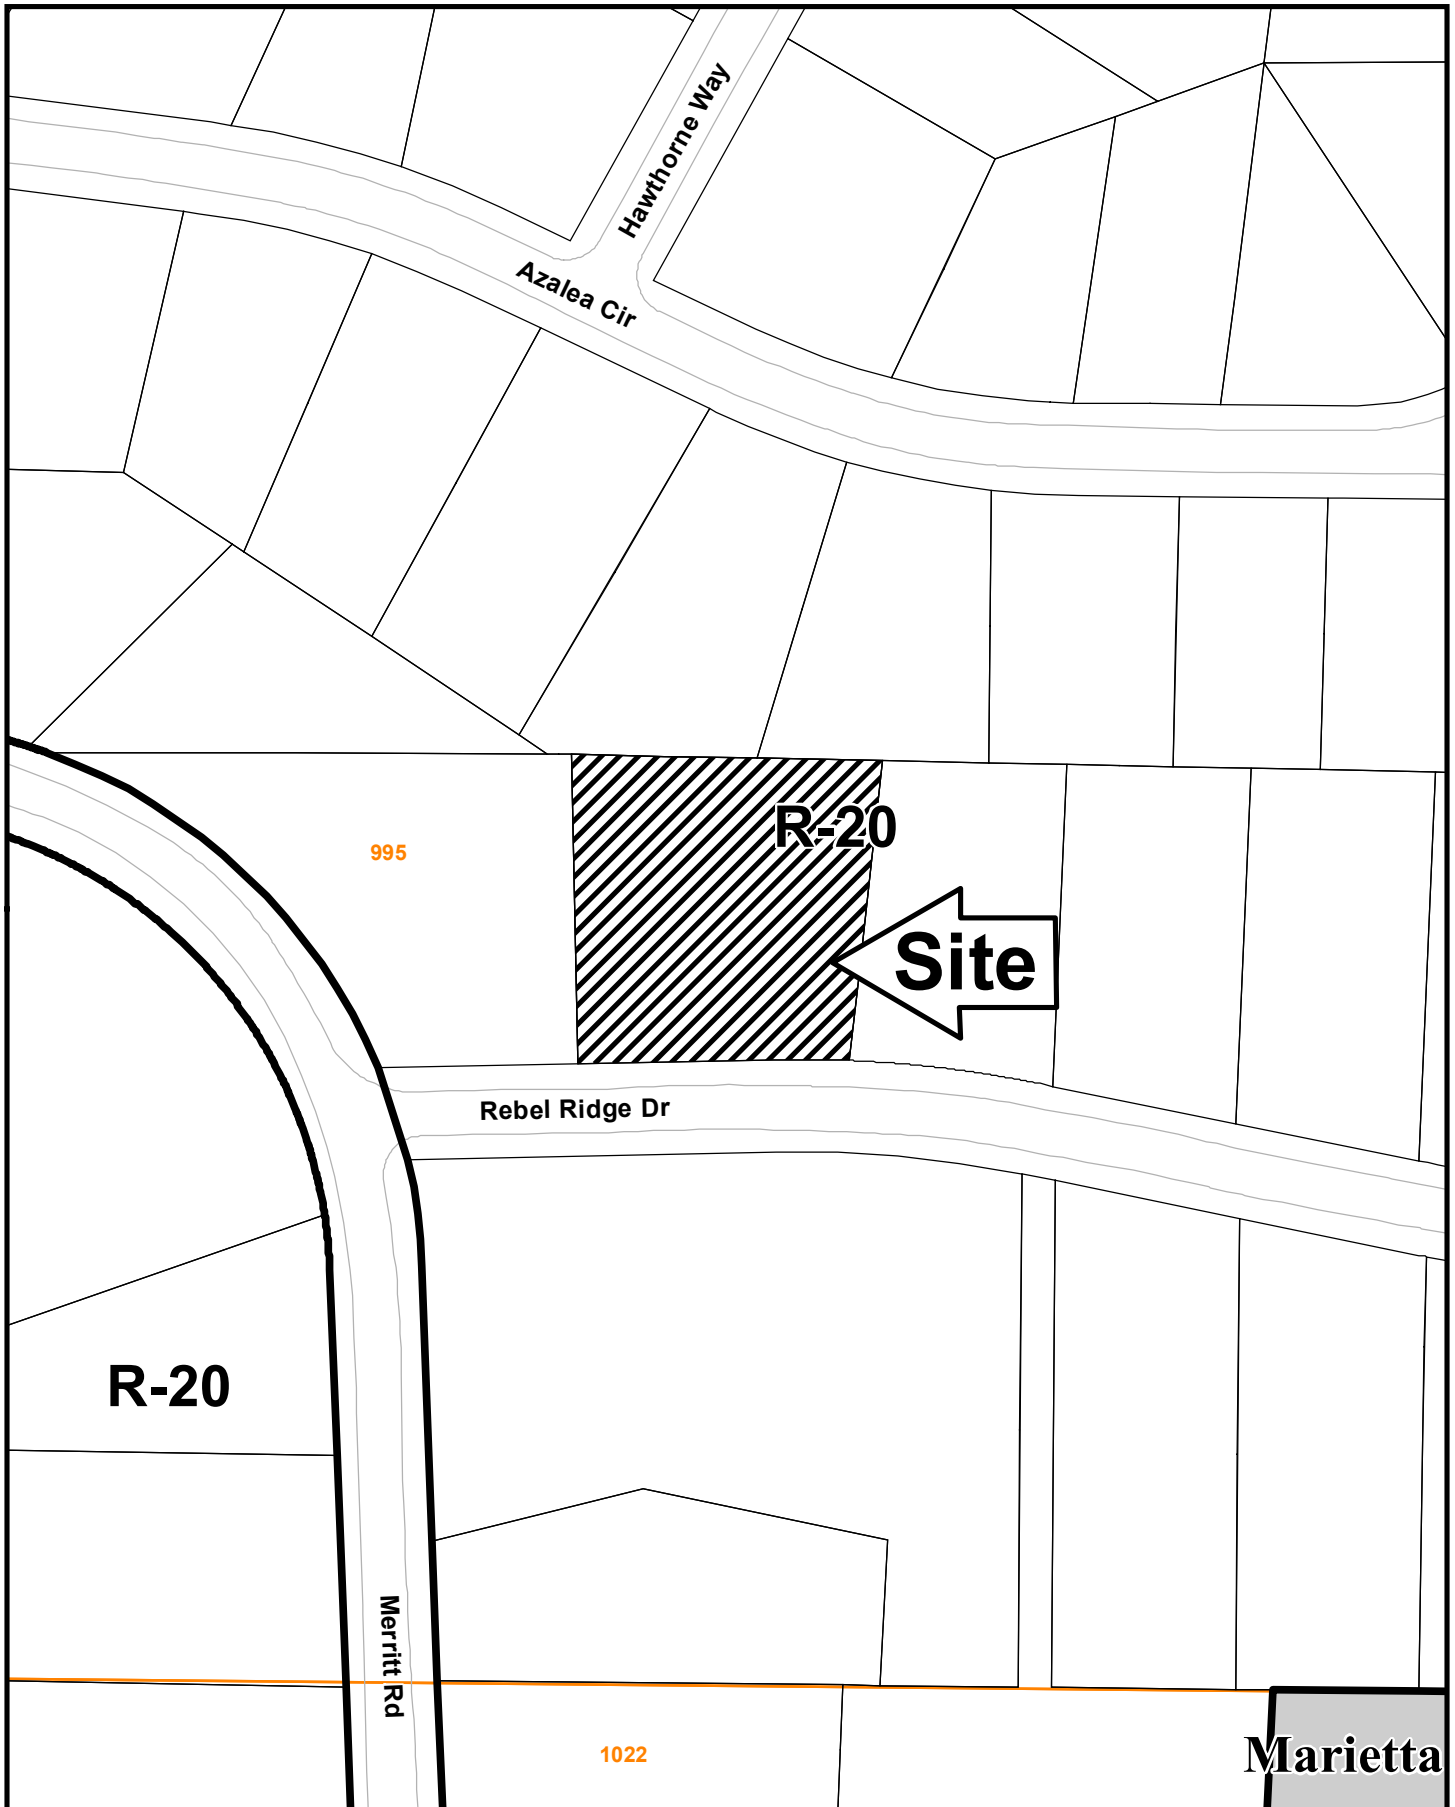 Hawthorne Way
Azalea Cir
R-20
995
Site
Rebel Ridge Dr
R-20
Merritt Rd
1022
Marietta